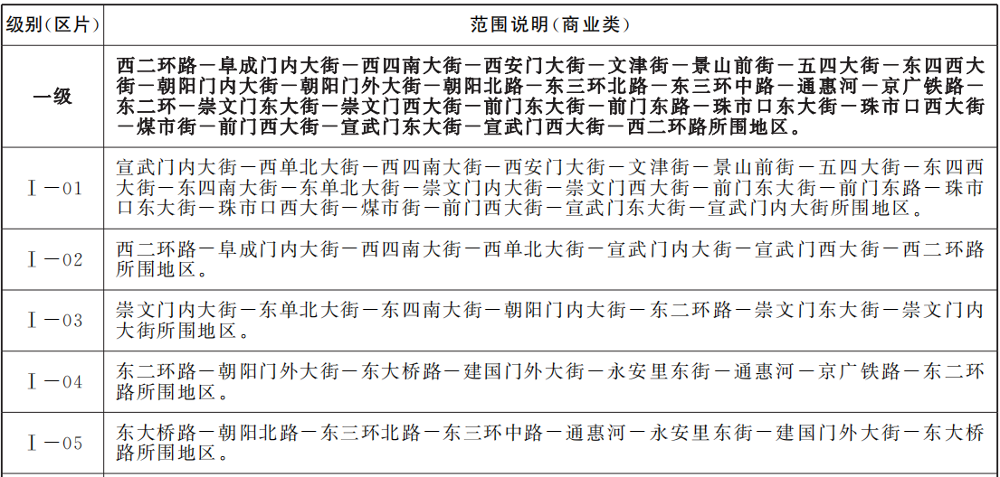 级别(区片)
范围说明(商业类)
一级
西二环路－阜成门内大街－西四南大街－西安门大街－文津街－景山前街－五四大街－东四西大
街－朝阳门内大街－朝阳门外大街－朝阳北路－东三环北路－东三环中路－通惠河－京广铁路－
东二环－崇文门东大街－崇文门西大街－前门东大街－前门东路－珠市口东大街－珠市口西大街
－煤市街－前门西大街－宣武门东大街－宣武门西大街－西二环路所围地区。
Ⅰ－01
宣武门内大街－西单北大街－西四南大街－西安门大街－文津街－景山前街－五四大街－东四西
大街－东四南大街－东单北大街－崇文门内大街－崇文门西大街－前门东大街－前门东路－珠市
口东大街－珠市口西大街－煤市街－前门西大街－宣武门东大街－宣武门内大街所围地区。
Ⅰ－02
西二环路－阜成门内大街－西四南大街－西单北大街－宣武门内大街－宣武门西大街－西二环路
所围地区。
Ⅰ－03
崇文门内大街－东单北大街－东四南大街－朝阳门内大街－东二环路－崇文门东大街－崇文门内
大街所围地区。
Ⅰ－04
东二环路－朝阳门外大街－东大桥路－建国门外大街－永安里东街－通惠河－京广铁路－东二环
路所围地区。
Ⅰ－05
东大桥路－朝阳北路－东三环北路－东三环中路－通惠河－永安里东街－建国门外大街－东大桥
路所围地区。